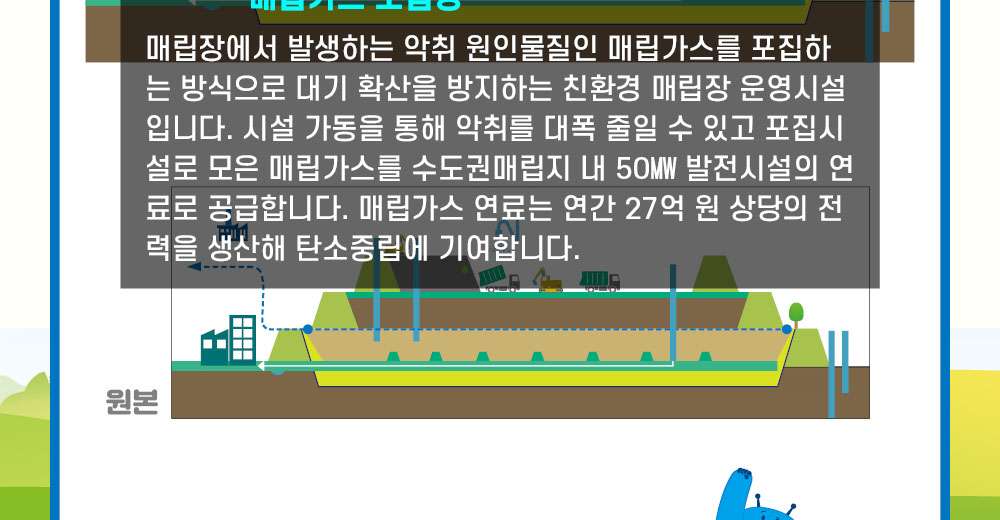 매립가스 포집정
매립장에서 발생하는 악취 원인물질인 매립가스를 포집하
는 방식으로 대기 확산을 방지하는 친환경 매립장 운영시설
입니다. 시설 가동을 통해 악취를 대폭 줄일 수 있고 포집시
설로 모은 매립가스를 수도권매립지 내 50MW 발전시설의 연
료로 공급합니다. 매립가스 연료는 연간 27억 원 상당의 전
력을 생산해 탄소중립에 기여합니다.
원본